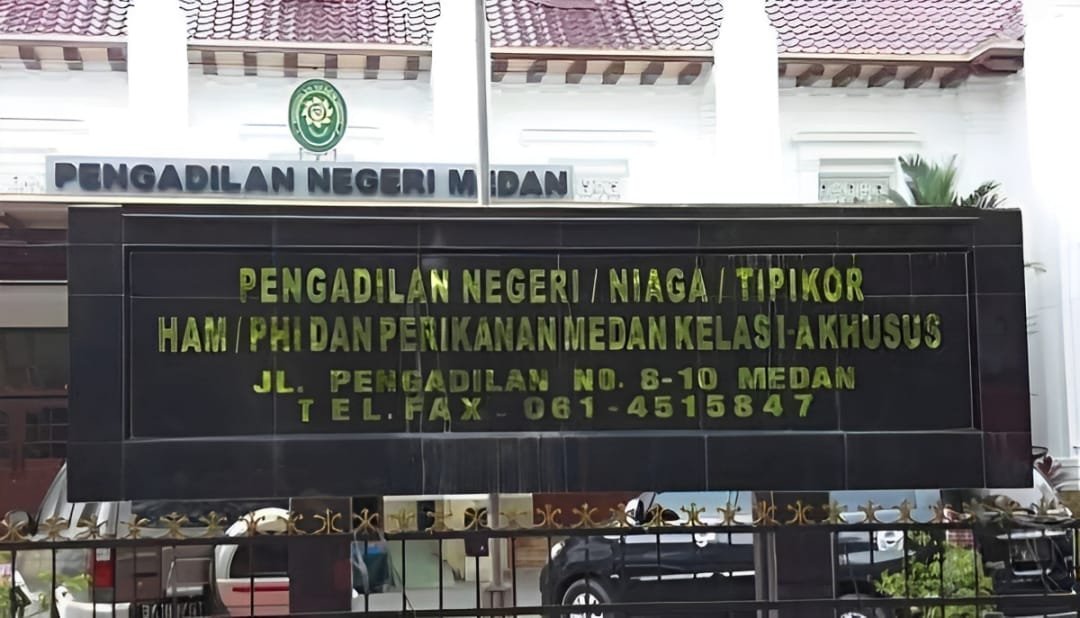 PENGADILAN NEGERI MEDAN
PENGADILAN NEGERI / NIAGA / TIPIKOR
HAM / PHI DAN PERIKANAN MEDAN KELAS I-A KHUSUS
JL. PENGADILAN NO. 8-10 MEDAN
TEL. FAX - 061-4515847